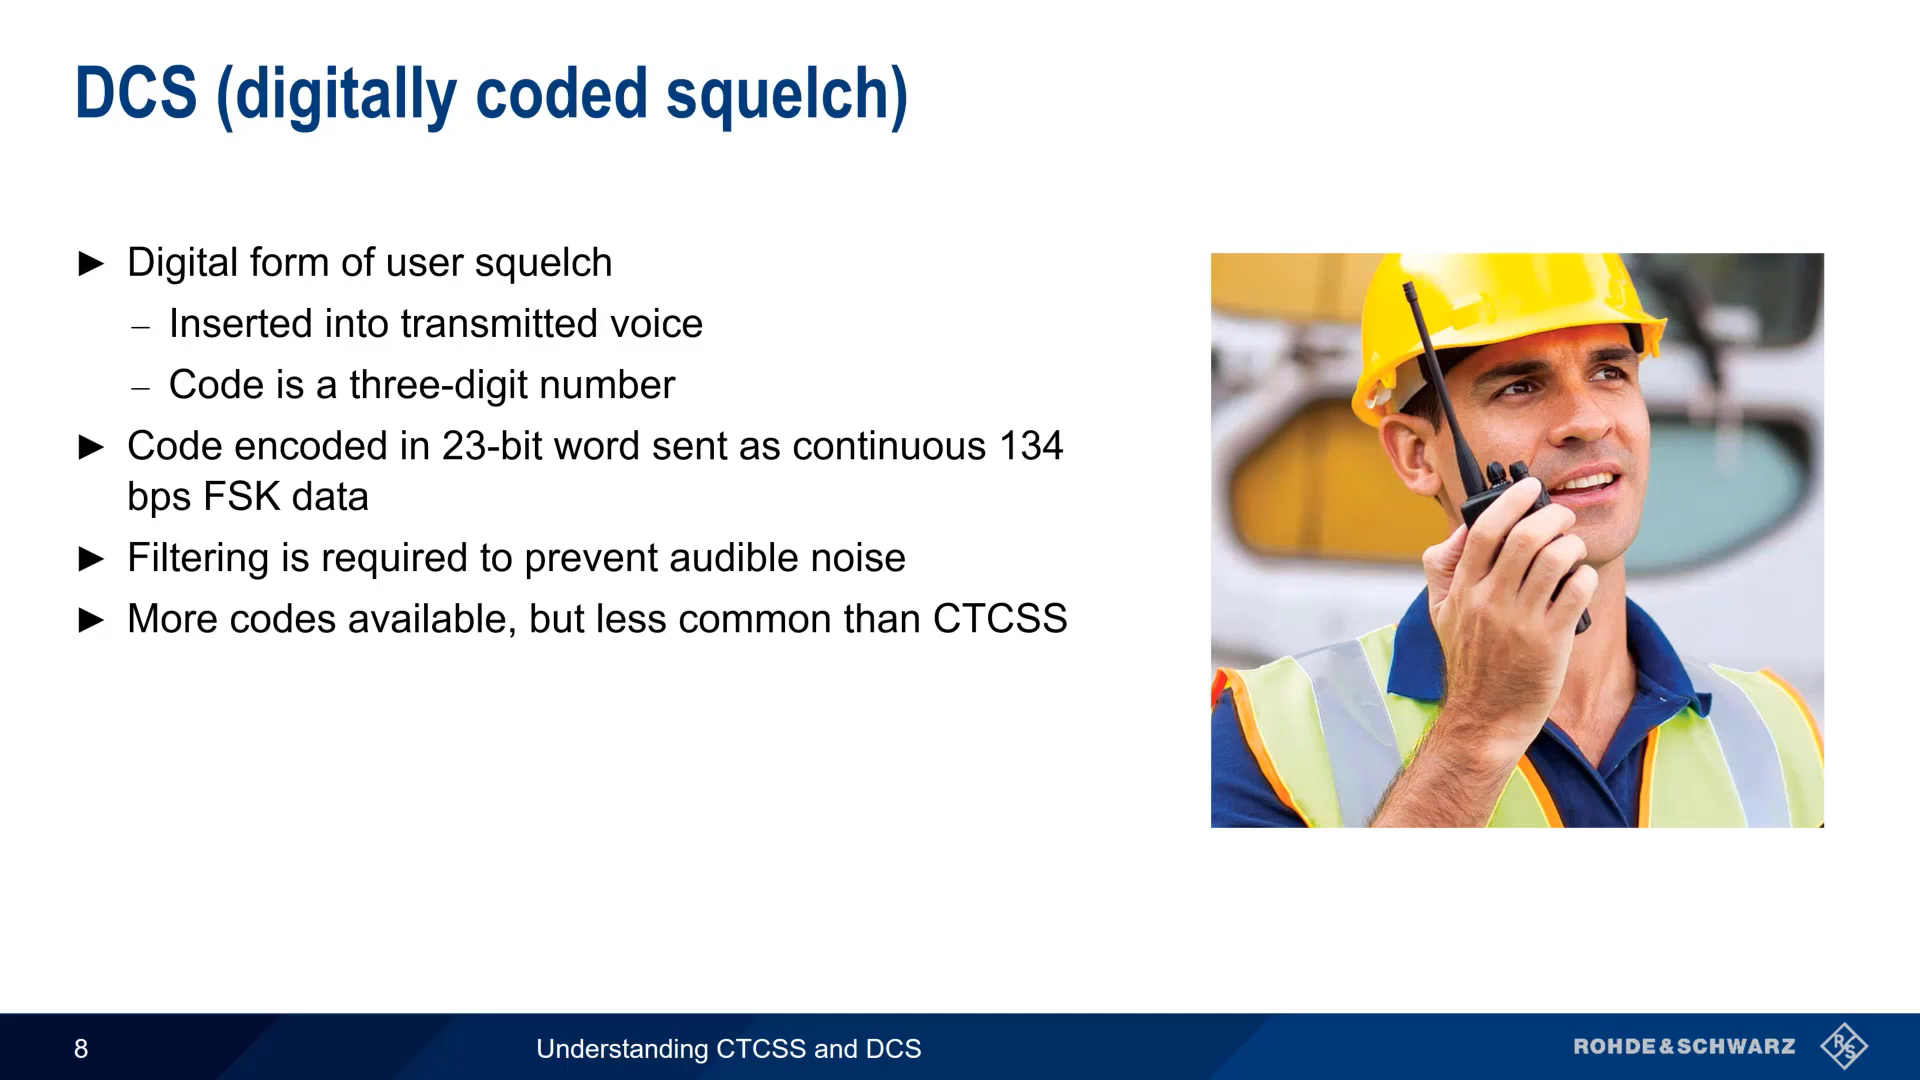 DCS (digitally coded squelch)
► Digital form of user squelch
– Inserted into transmitted voice
– Code is a three-digit number
► Code encoded in 23-bit word sent as continuous 134
bps FSK data
► Filtering is required to prevent audible noise
► More codes available, but less common than CTCSS
8
Understanding CTCSS and DCS
ROHDE&SCHWARZ
R&S